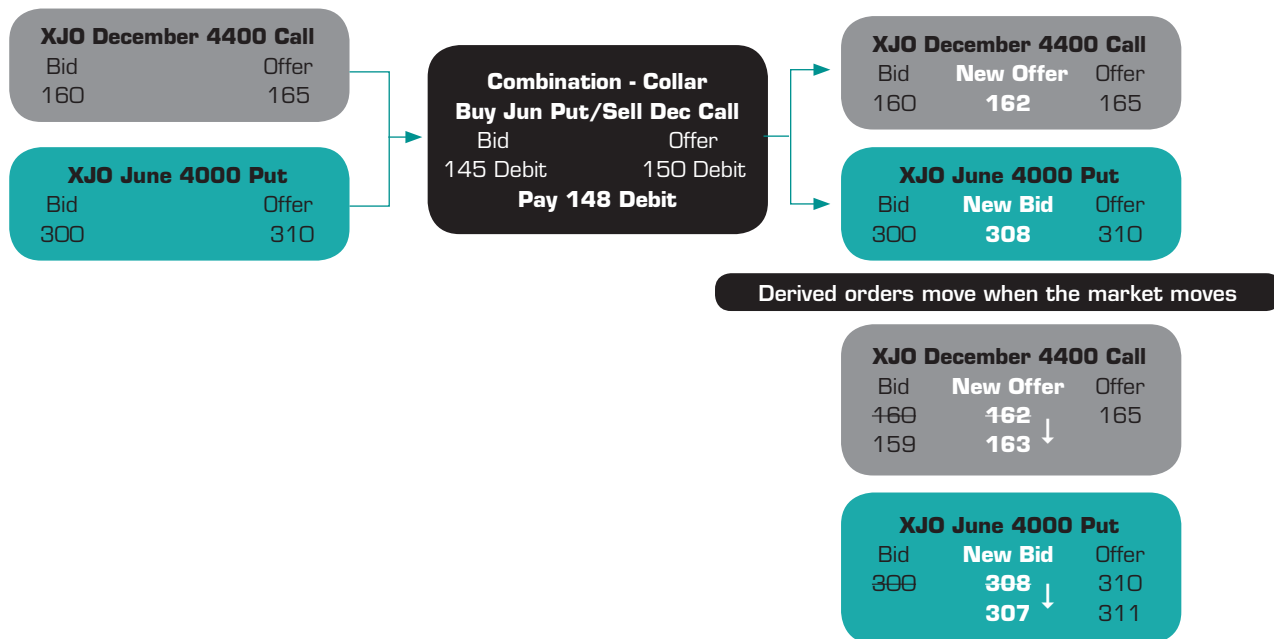 XJO December 4400 Call
Bid Offer
160 165
XJO June 4000 Put
Bid Offer
300 310
Combination - Collar
Buy Jun Put/Sell Dec Call
Bid Offer
145 Debit 150 Debit
Pay 148 Debit
XJO December 4400 Call
Bid New Offer Offer
160 162 165
XJO June 4000 Put
Bid New Bid Offer
300 308 310
Derived orders move when the market moves
XJO December 4400 Call
Bid New Offer Offer
160 162 165
159 163
XJO June 4000 Put
Bid New Bid Offer
300 308 310
307 311